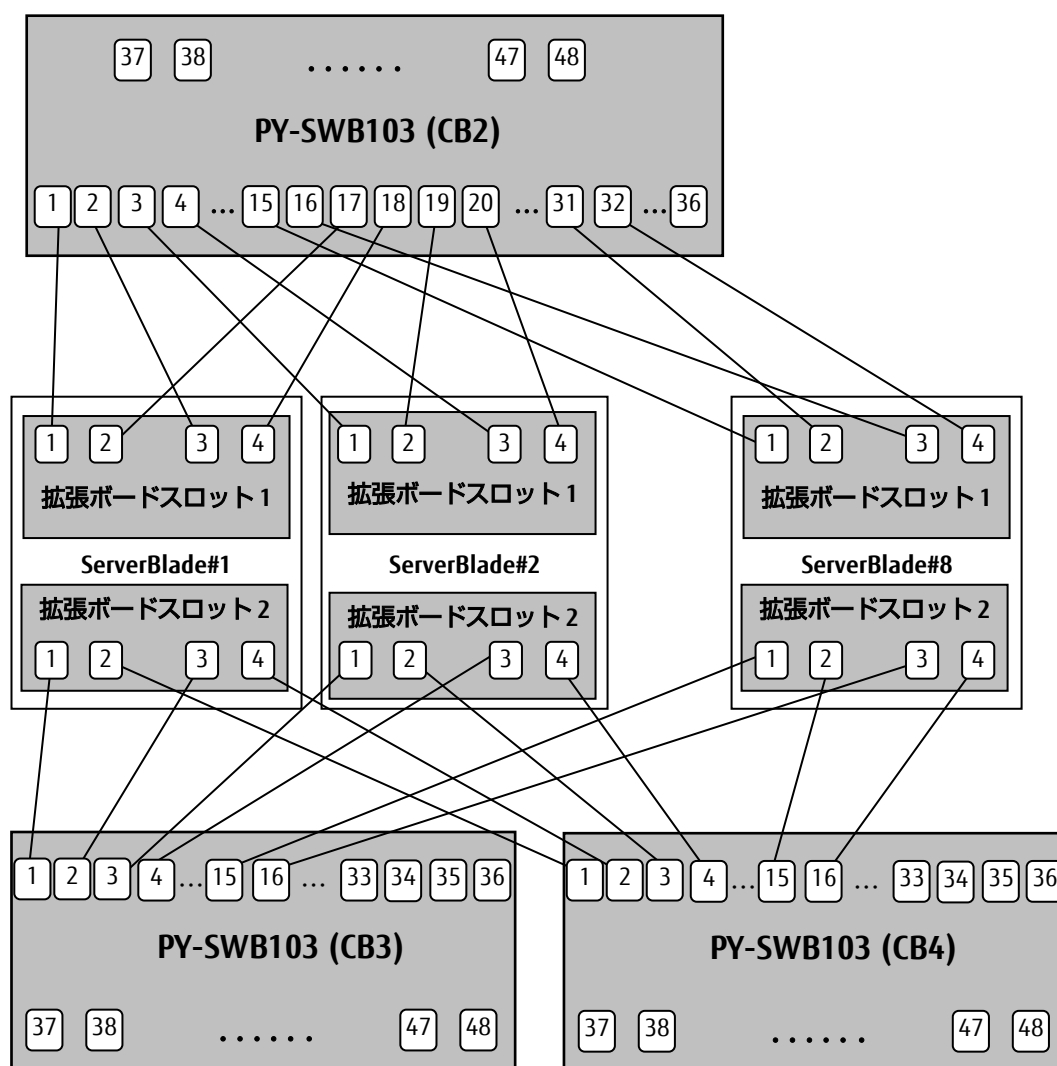 37 38 ...... 47 48
PY-SWB103 (CB2)
1 2 3 4 ... 15 16 17 18 19 20 ... 31 32 ... 36
1 2 3 4
拡張ボードスロット 1
ServerBlade#1
拡張ボードスロット 2
1 2 3 4
1 2 3 4
拡張ボードスロット 1
ServerBlade#2
拡張ボードスロット 2
1 2 3 4
1 2 3 4
拡張ボードスロット 1
ServerBlade#8
拡張ボードスロット 2
1 2 3 4
1 2 3 4 ... 15 16 ... 33 34 35 36
PY-SWB103 (CB3)
37 38 ...... 47 48
1 2 3 4 ... 15 16 ... 33 34 35 36
PY-SWB103 (CB4)
37 38 ...... 47 48